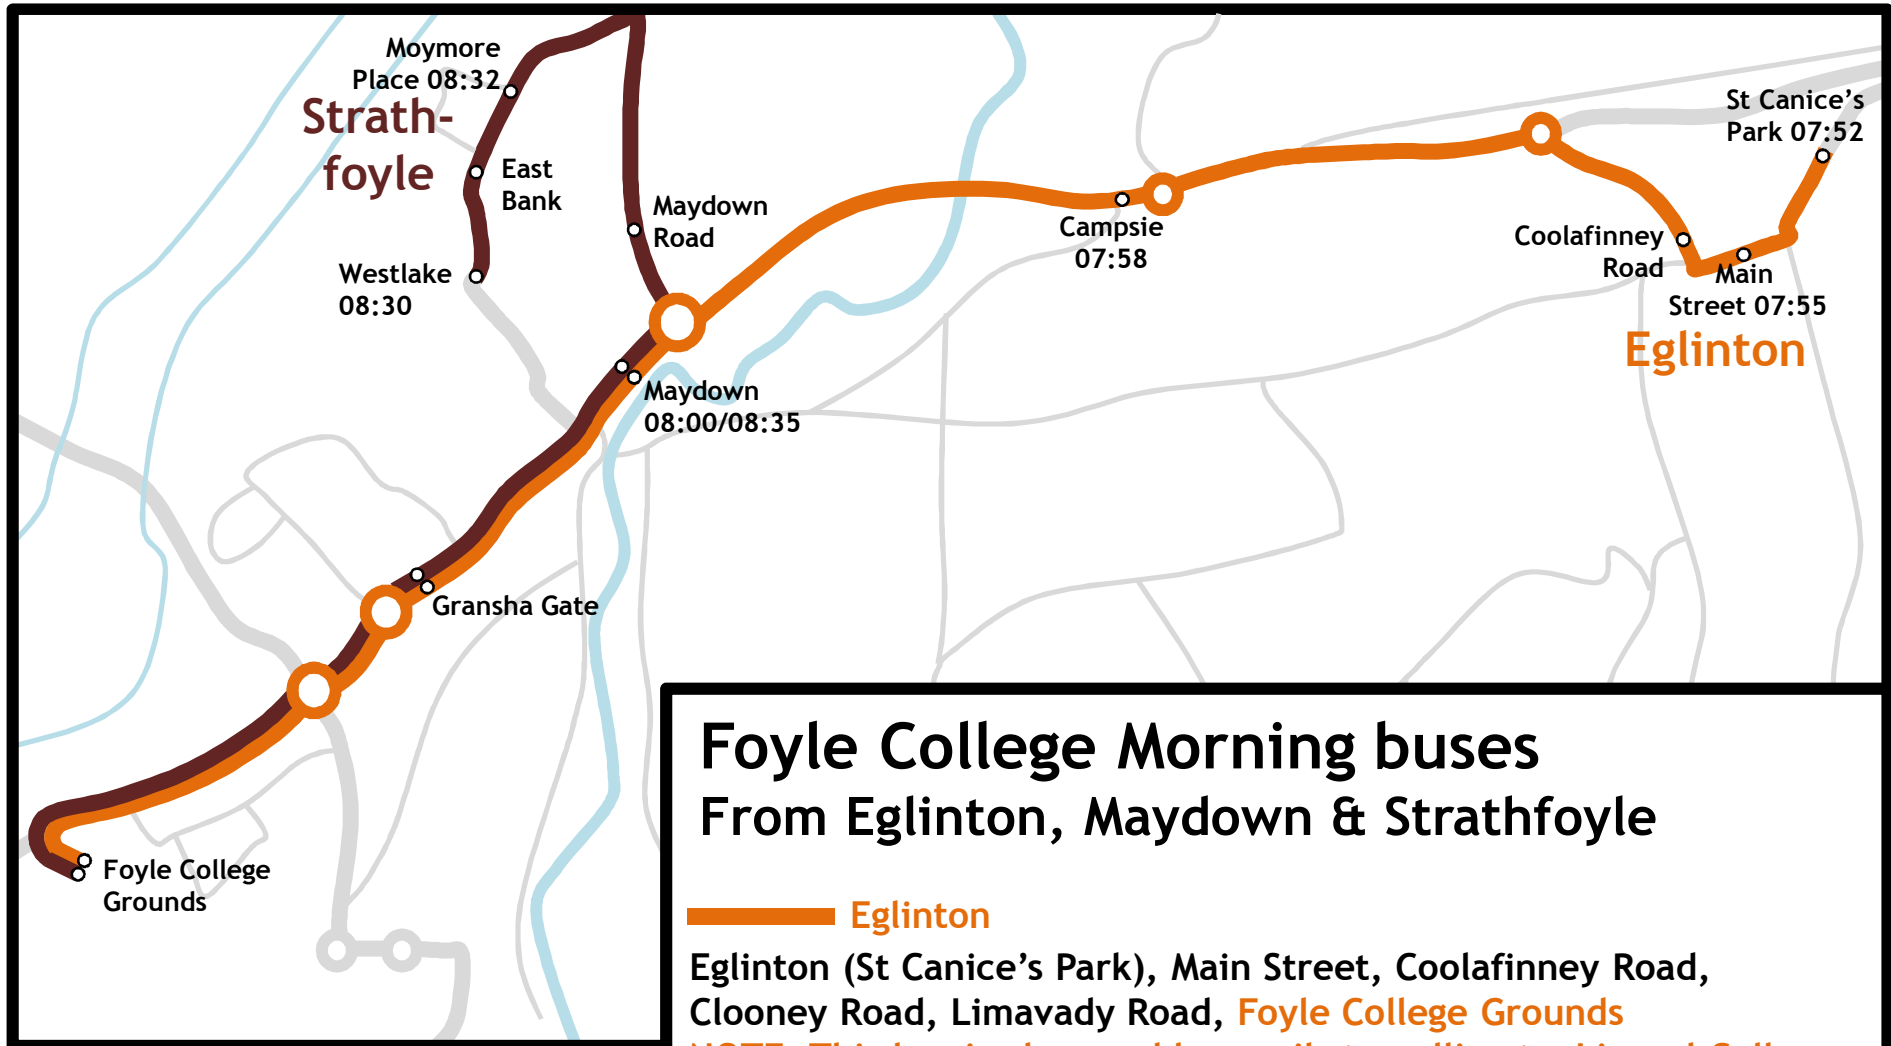 Moymore
Place 08:32
Strath-
foyle
East
Bank
Westlake
08:30
Maydown
Road
Maydown
08:00/08:35
Gransha Gate
Foyle College
Grounds
Campsie
07:58
St Canice’s
Park 07:52
Coolafinney
Road
Main
Street 07:55
Eglinton
Foyle College Morning buses
From Eglinton, Maydown & Strathfoyle
Eglinton
Eglinton (St Canice’s Park), Main Street, Coolafinney Road,
Clooney Road, Limavady Road, Foyle College Grounds